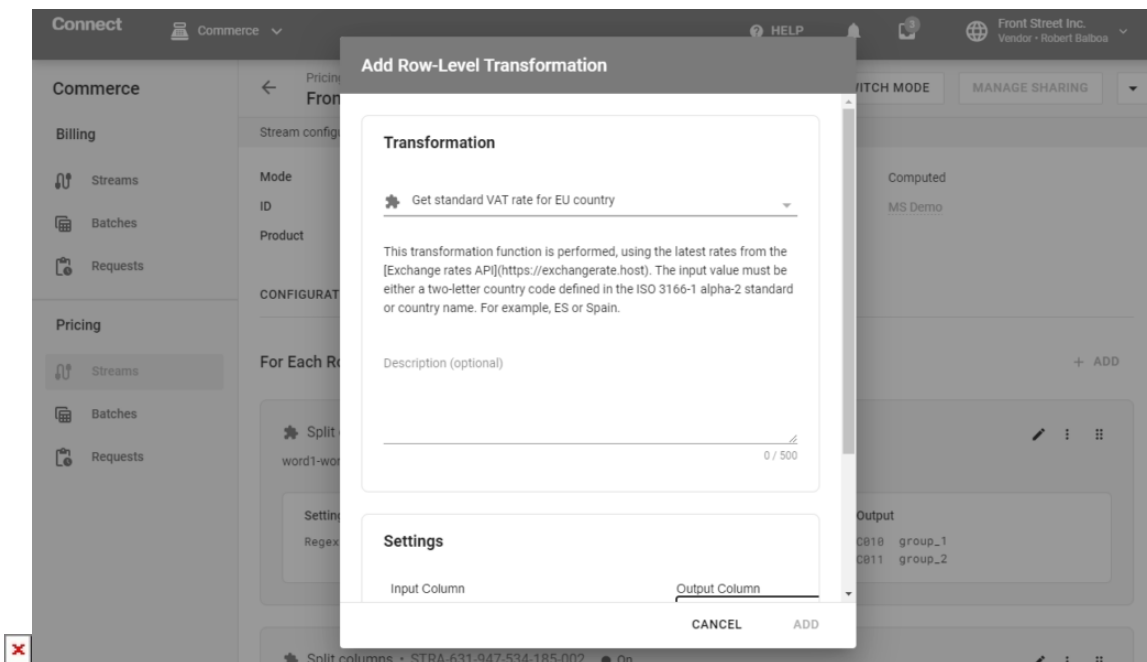 Connect
Commerce
HELP
3
Front Street Inc.
Vendor • Robert Balboa
Commerce
Billing
Streams
Batches
Requests
Pricing
Streams
Batches
Requests
Pricing
Fron
SWITCH MODE
MANAGE SHARING
Stream configu
Mode
Computed
ID
MS Demo
Product
CONFIGURAT
For Each Ro
+ ADD
Split
word1-wor
Setting
Regex
Output
C010 group_1
C011 group_2
Split columns • STRA-631-947-534-185-002 On
Add Row-Level Transformation
Transformation
Get standard VAT rate for EU country
This transformation function is performed, using the latest rates from the
[Exchange rates API](https://exchangerate.host). The input value must be
either a two-letter country code defined in the ISO 3166-1 alpha-2 standard
or country name. For example, ES or Spain.
Description (optional)
0 / 500
Settings
Input Column
Output Column
CANCEL
ADD